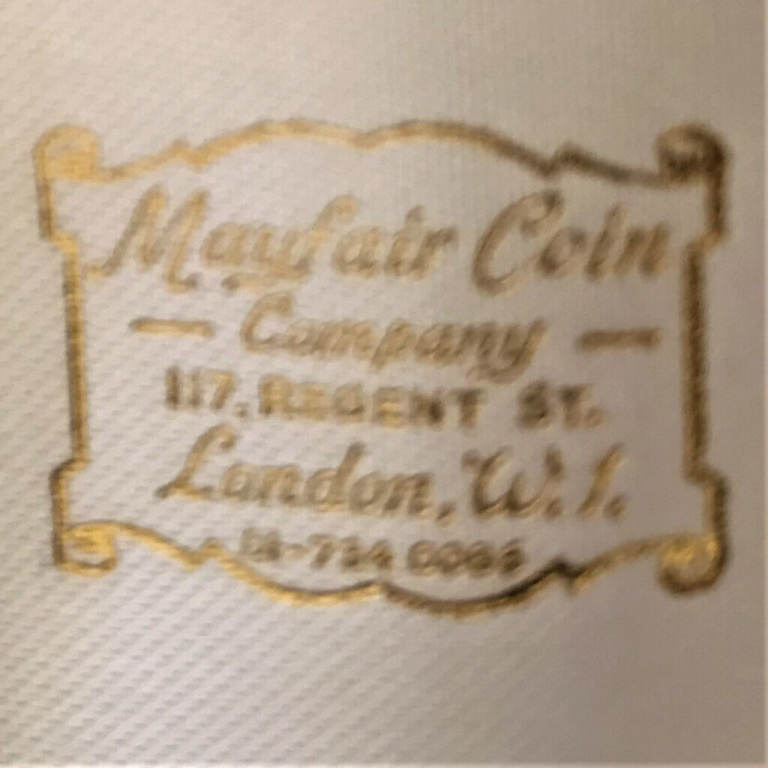 Mayfair Coin
— Company —
117, REGENT ST.
London, W.1.